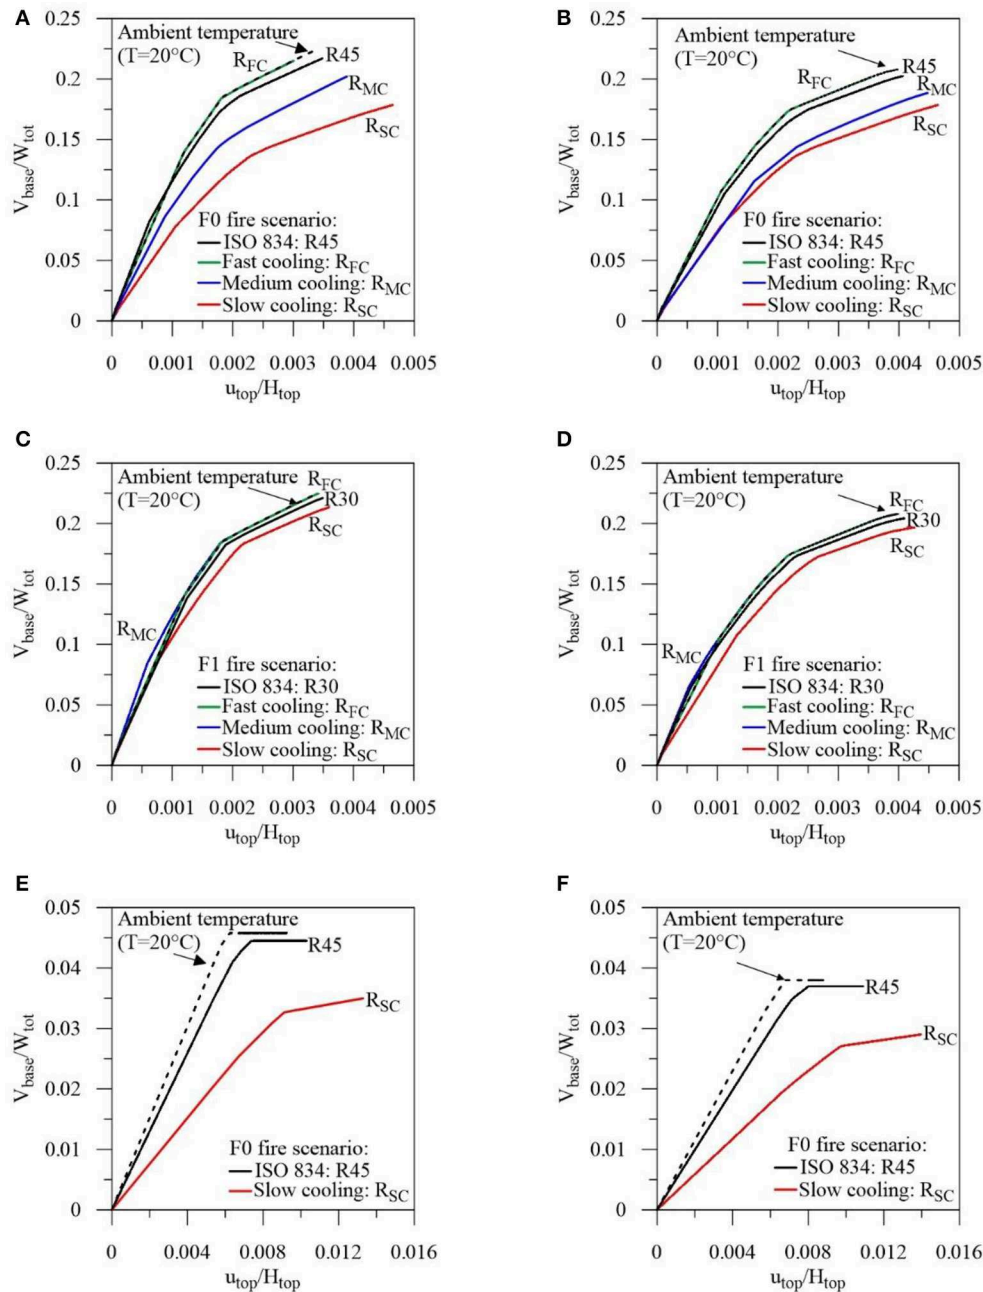 A
0.25
Ambient temperature
(T=20°C)
R45
RFC
RMC
RSC
0.2
0.15
0.1
0.05
0
Vbase/Wtot
F0 fire scenario:
ISO 834: R45
Fast cooling: RFC
Medium cooling: RMC
Slow cooling: RSC
0 0.001 0.002 0.003 0.004 0.005
utop/Htop
B
0.25
Ambient temperature
(T=20°C)
R45
RFC
RMC
RSC
0.2
0.15
0.1
0.05
0
Vbase/Wtot
F0 fire scenario:
ISO 834: R45
Fast cooling: RFC
Medium cooling: RMC
Slow cooling: RSC
0 0.001 0.002 0.003 0.004 0.005
utop/Htop
C
0.25
Ambient temperature
(T=20°C)
RFC
R30
RSC
RMC
0.2
0.15
0.1
0.05
0
Vbase/Wtot
F1 fire scenario:
ISO 834: R30
Fast cooling: RFC
Medium cooling: RMC
Slow cooling: RSC
0 0.001 0.002 0.003 0.004 0.005
utop/Htop
D
0.25
Ambient temperature
(T=20°C)
RFC
R30
RSC
RMC
0.2
0.15
0.1
0.05
0
Vbase/Wtot
F1 fire scenario:
ISO 834: R30
Fast cooling: RFC
Medium cooling: RMC
Slow cooling: RSC
0 0.001 0.002 0.003 0.004 0.005
utop/Htop
E
0.05
Ambient temperature
(T=20°C)
R45
RSC
0.04
0.03
0.02
0.01
0
Vbase/Wtot
F0 fire scenario:
ISO 834: R45
Slow cooling: RSC
0 0.004 0.008 0.012 0.016
utop/Htop
F
0.05
Ambient temperature
(T=20°C)
R45
RSC
0.04
0.03
0.02
0.01
0
Vbase/Wtot
F0 fire scenario:
ISO 834: R45
Slow cooling: RSC
0 0.004 0.008 0.012 0.016
utop/Htop